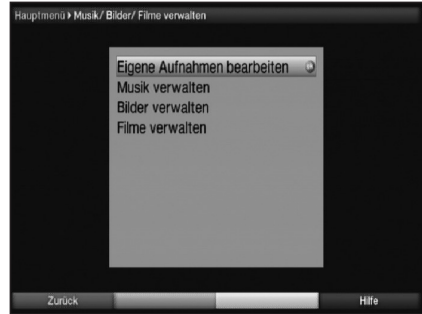 Hauptmenü Musik/ Bilder/ Filme verwalten
Eigene Aufnahmen bearbeiten
Musik verwalten
Bilder verwalten
Filme verwalten
Zurück Hilfe